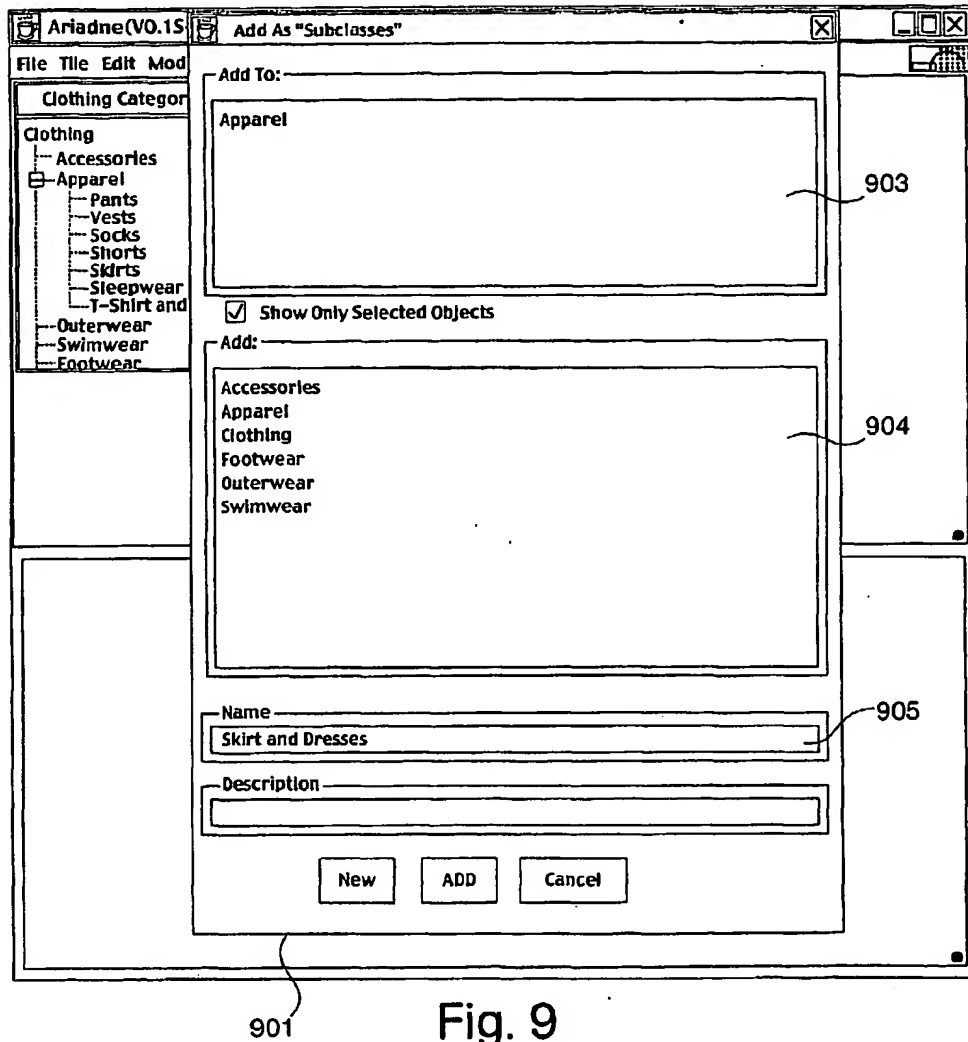 Ariadne(V0.1S
Add As "Subclasses"
File Tile Edit Mod
Clothing Categor
Clothing
Accessories
Apparel
Pants
Vests
Socks
Shorts
Skirts
Sleepwear
T-Shirt and
Outerwear
Swimwear
Footwear
Add To:
Apparel
903
Show Only Selected Objects
Add:
Accessories
Apparel
Clothing
Footwear
Outerwear
Swimwear
904
Name
Skirt and Dresses
905
Description
New ADD Cancel
901
Fig. 9